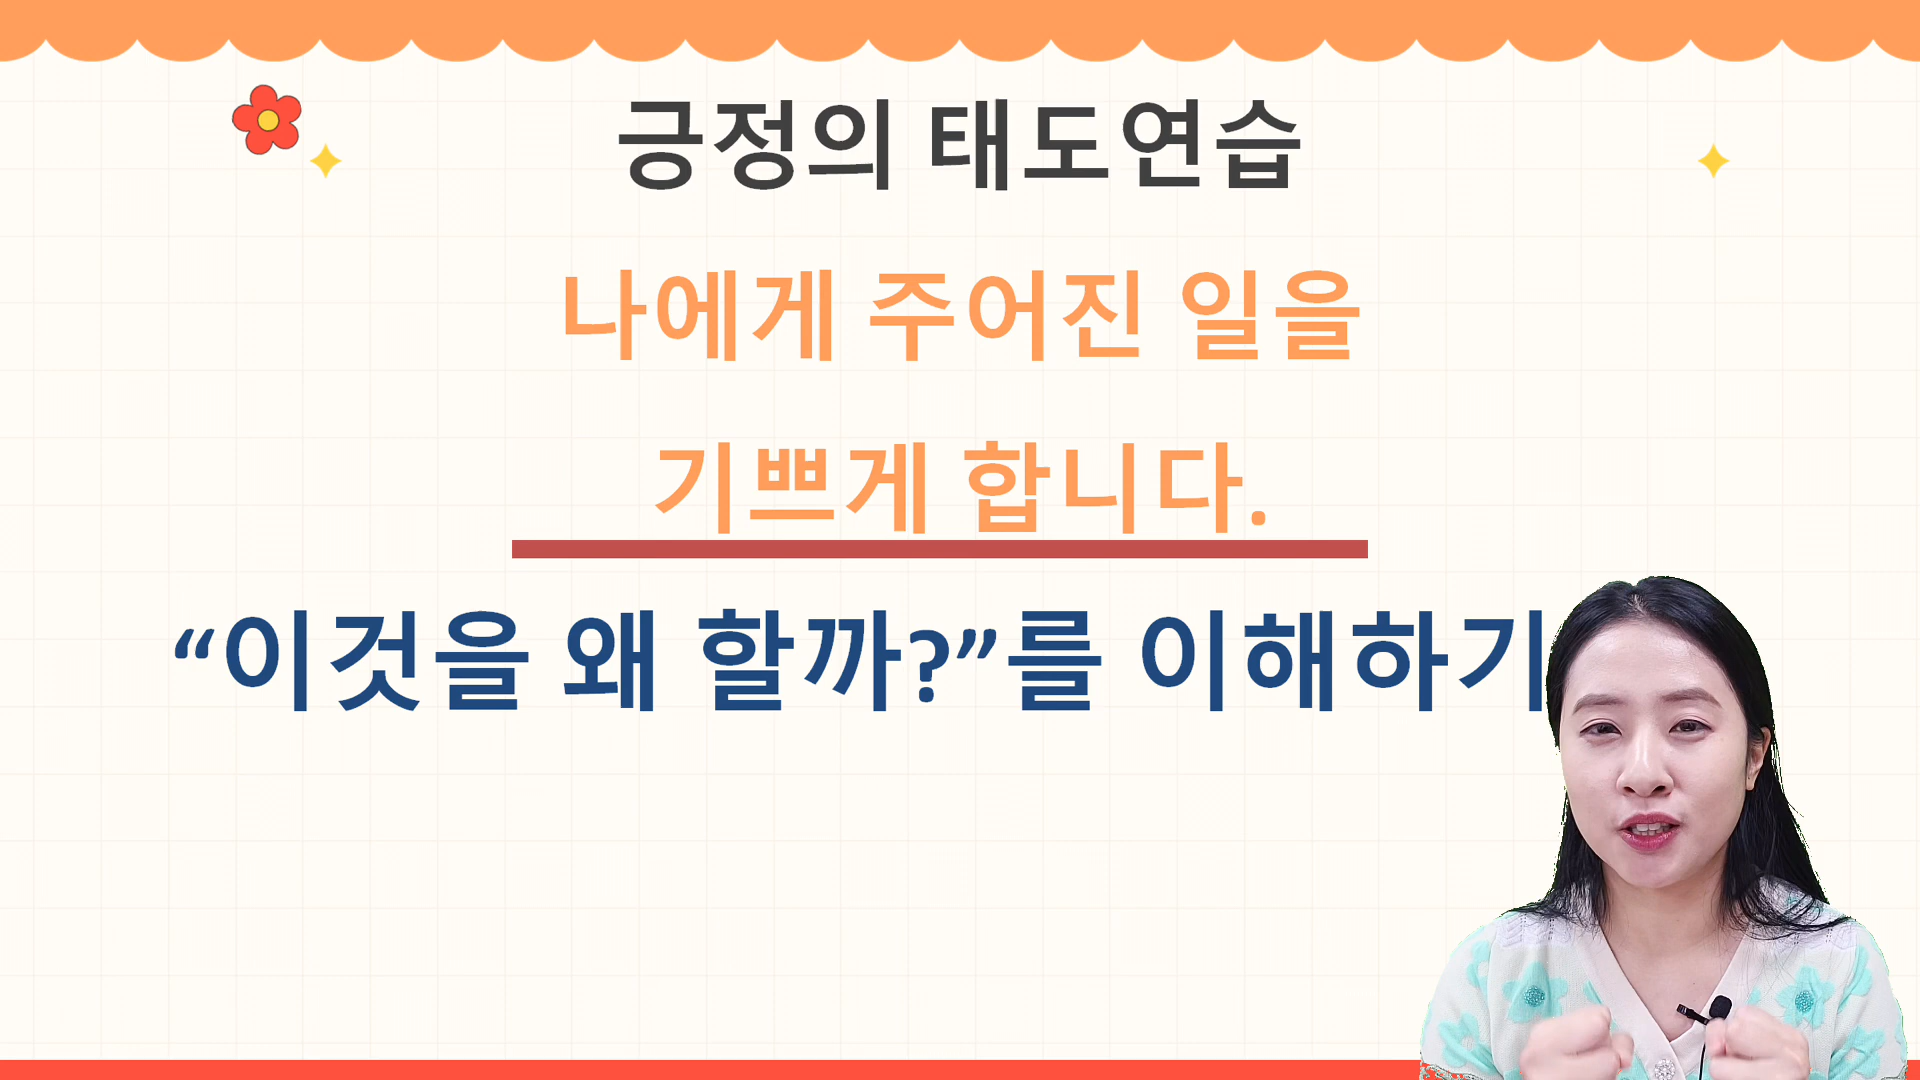 긍정의 태도연습
나에게 주어진 일을
기쁘게 합니다.
“이것을 왜 할까?”를 이해하기